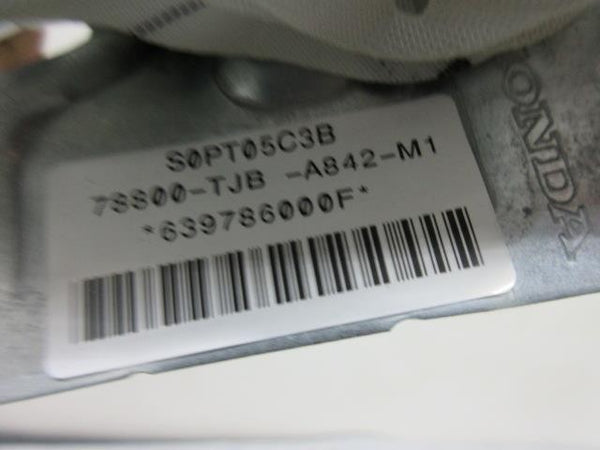 S0PT05C3B
78800-TJB -A842-M1
*639786000F*
HONDA